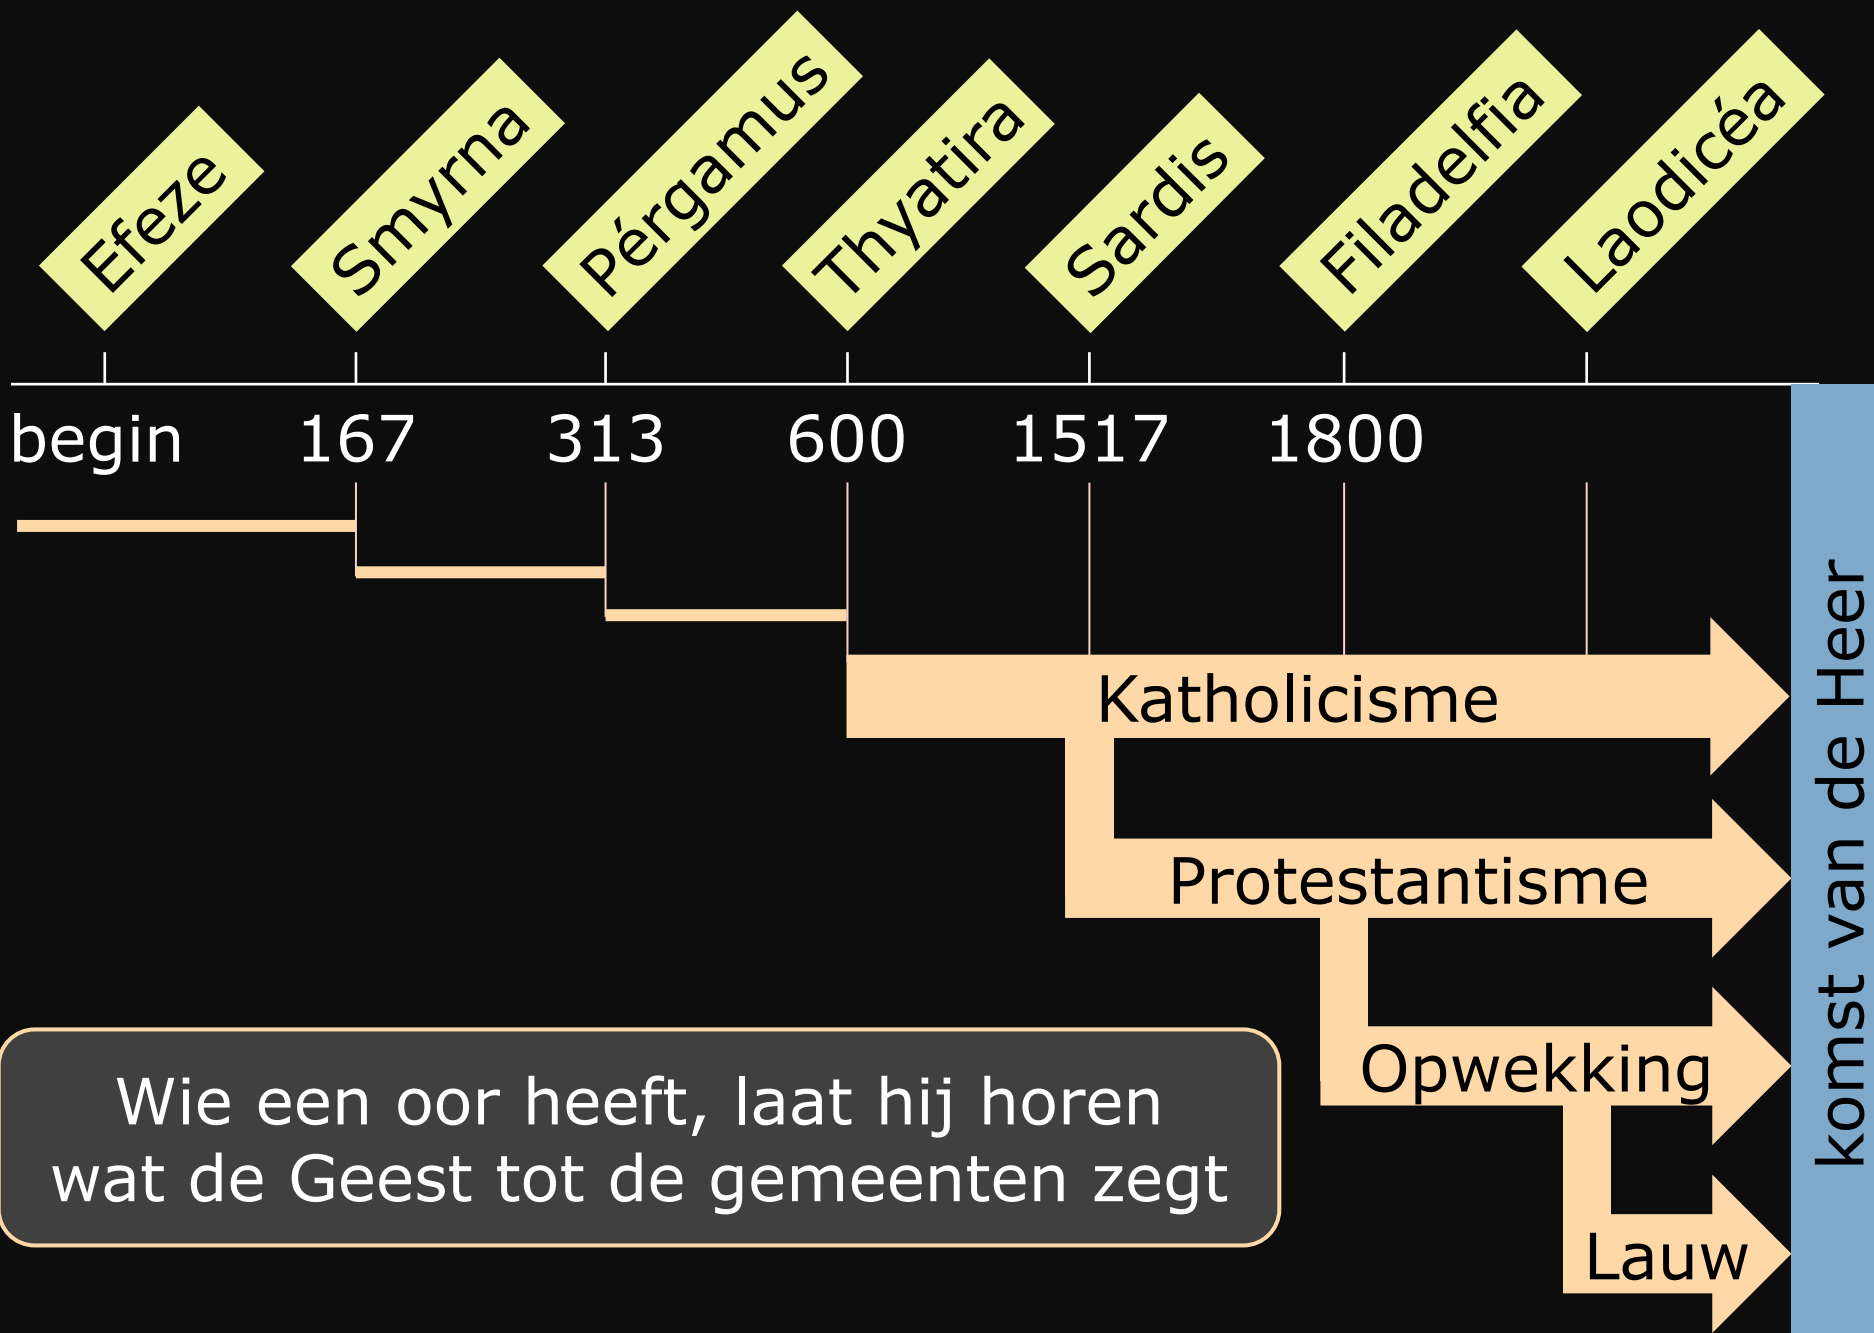 Efeze
Smyrna
Pérgamus
Thyatira
Sardis
Filadelfia
Laodicéa
begin
167
313
600
1517
1800
Katholicisme
Protestantisme
Opwekking
Lauw
komst van de Heer
Wie een oor heeft, laat hij horen
wat de Geest tot de gemeenten zegt